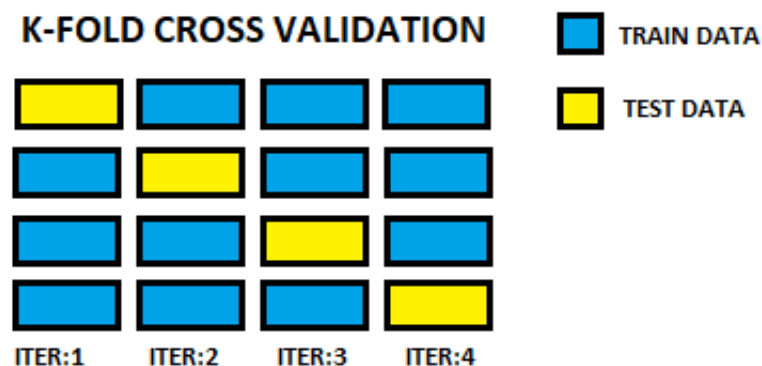 K-FOLD CROSS VALIDATION
TRAIN DATA
TEST DATA
ITER:1 ITER:2 ITER:3 ITER:4